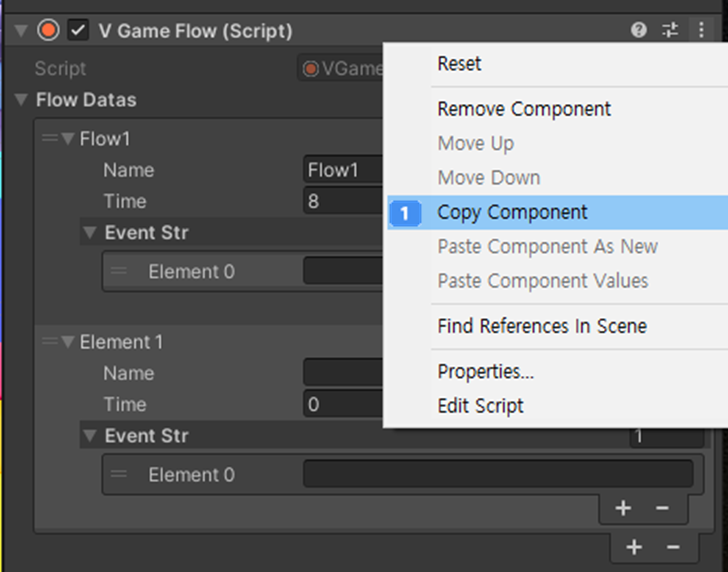 V Game Flow (Script)
Script
VGame
Flow Datas
Flow1
Name
Flow1
Time
8
Event Str
Element 0
Element 1
Name
Time
0
Event Str
1
Element 0
+ −
+ −
Reset
Remove Component
Move Up
Move Down
1 Copy Component
Paste Component As New
Paste Component Values
Find References In Scene
Properties...
Edit Script